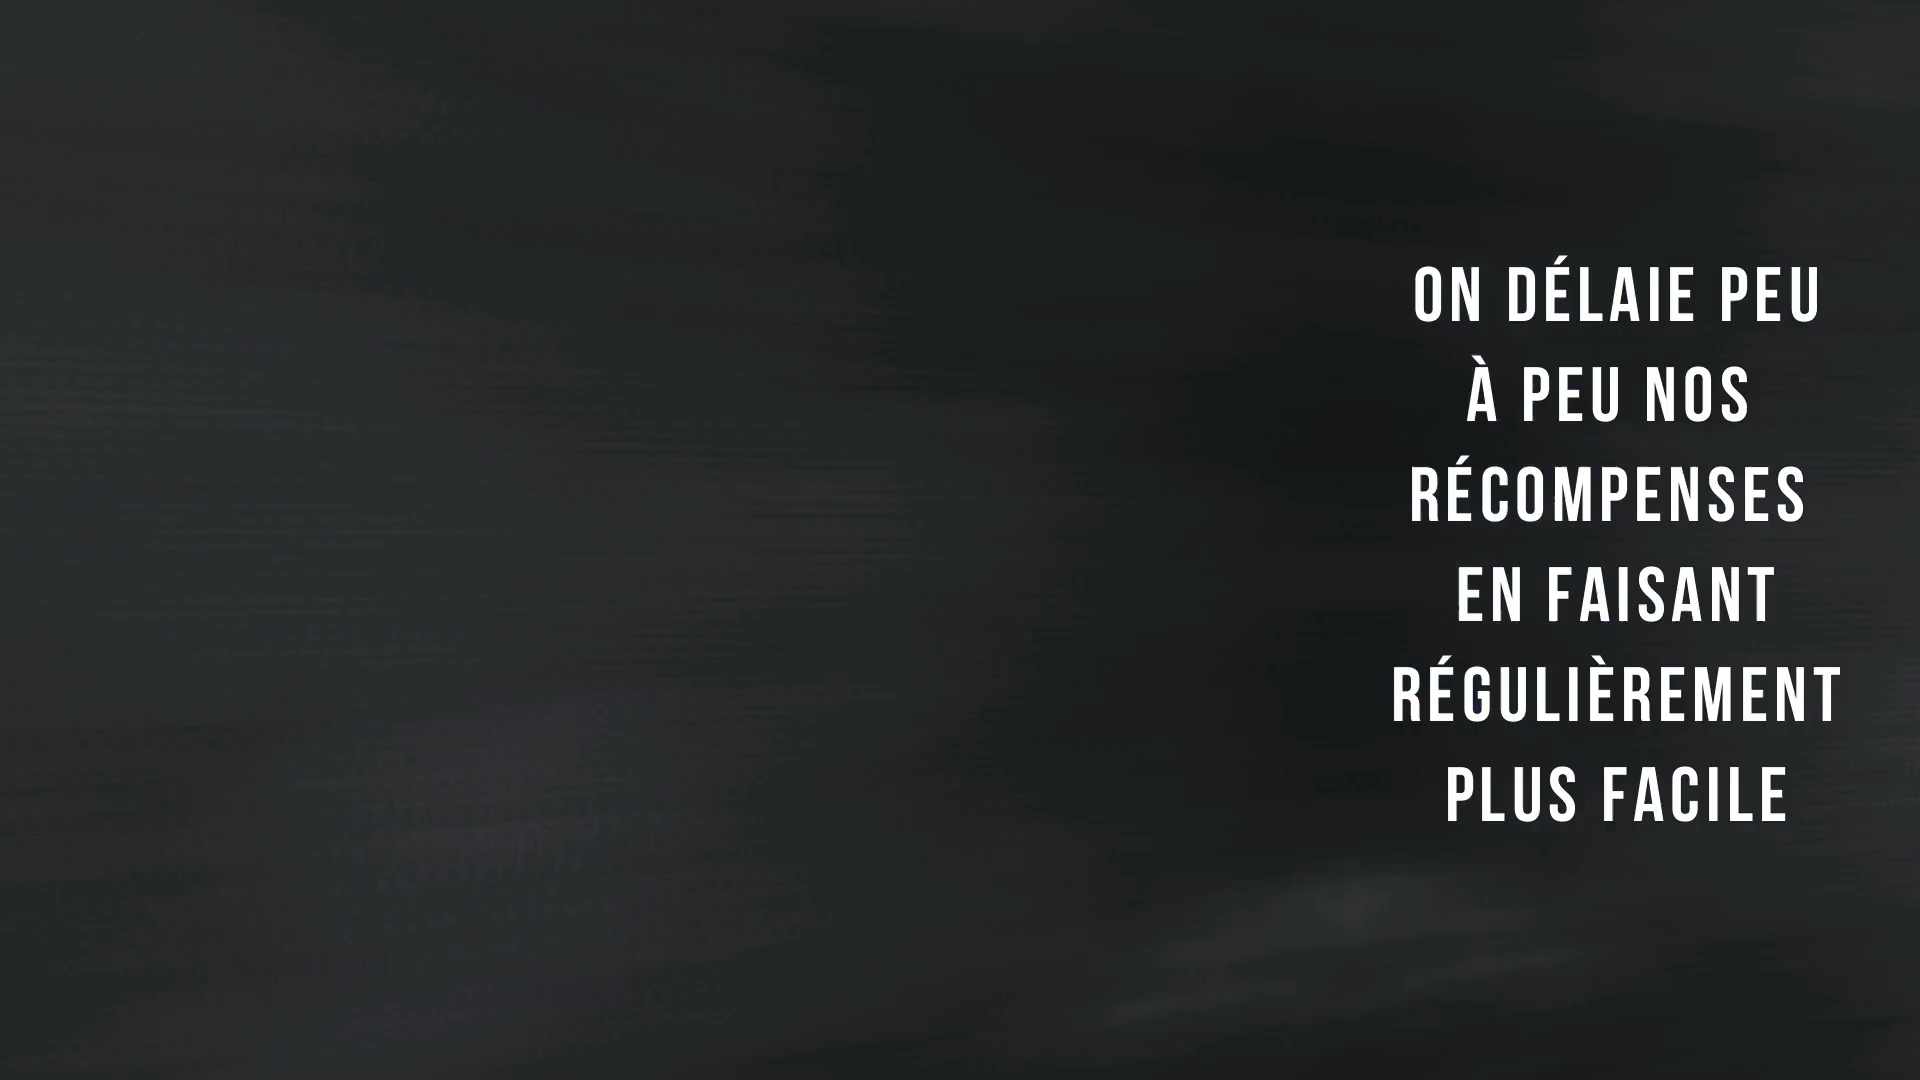 ON DÉLAIE PEU
À PEU NOS
RÉCOMPENSES
EN FAISANT
RÉGULIÈREMENT
PLUS FACILE